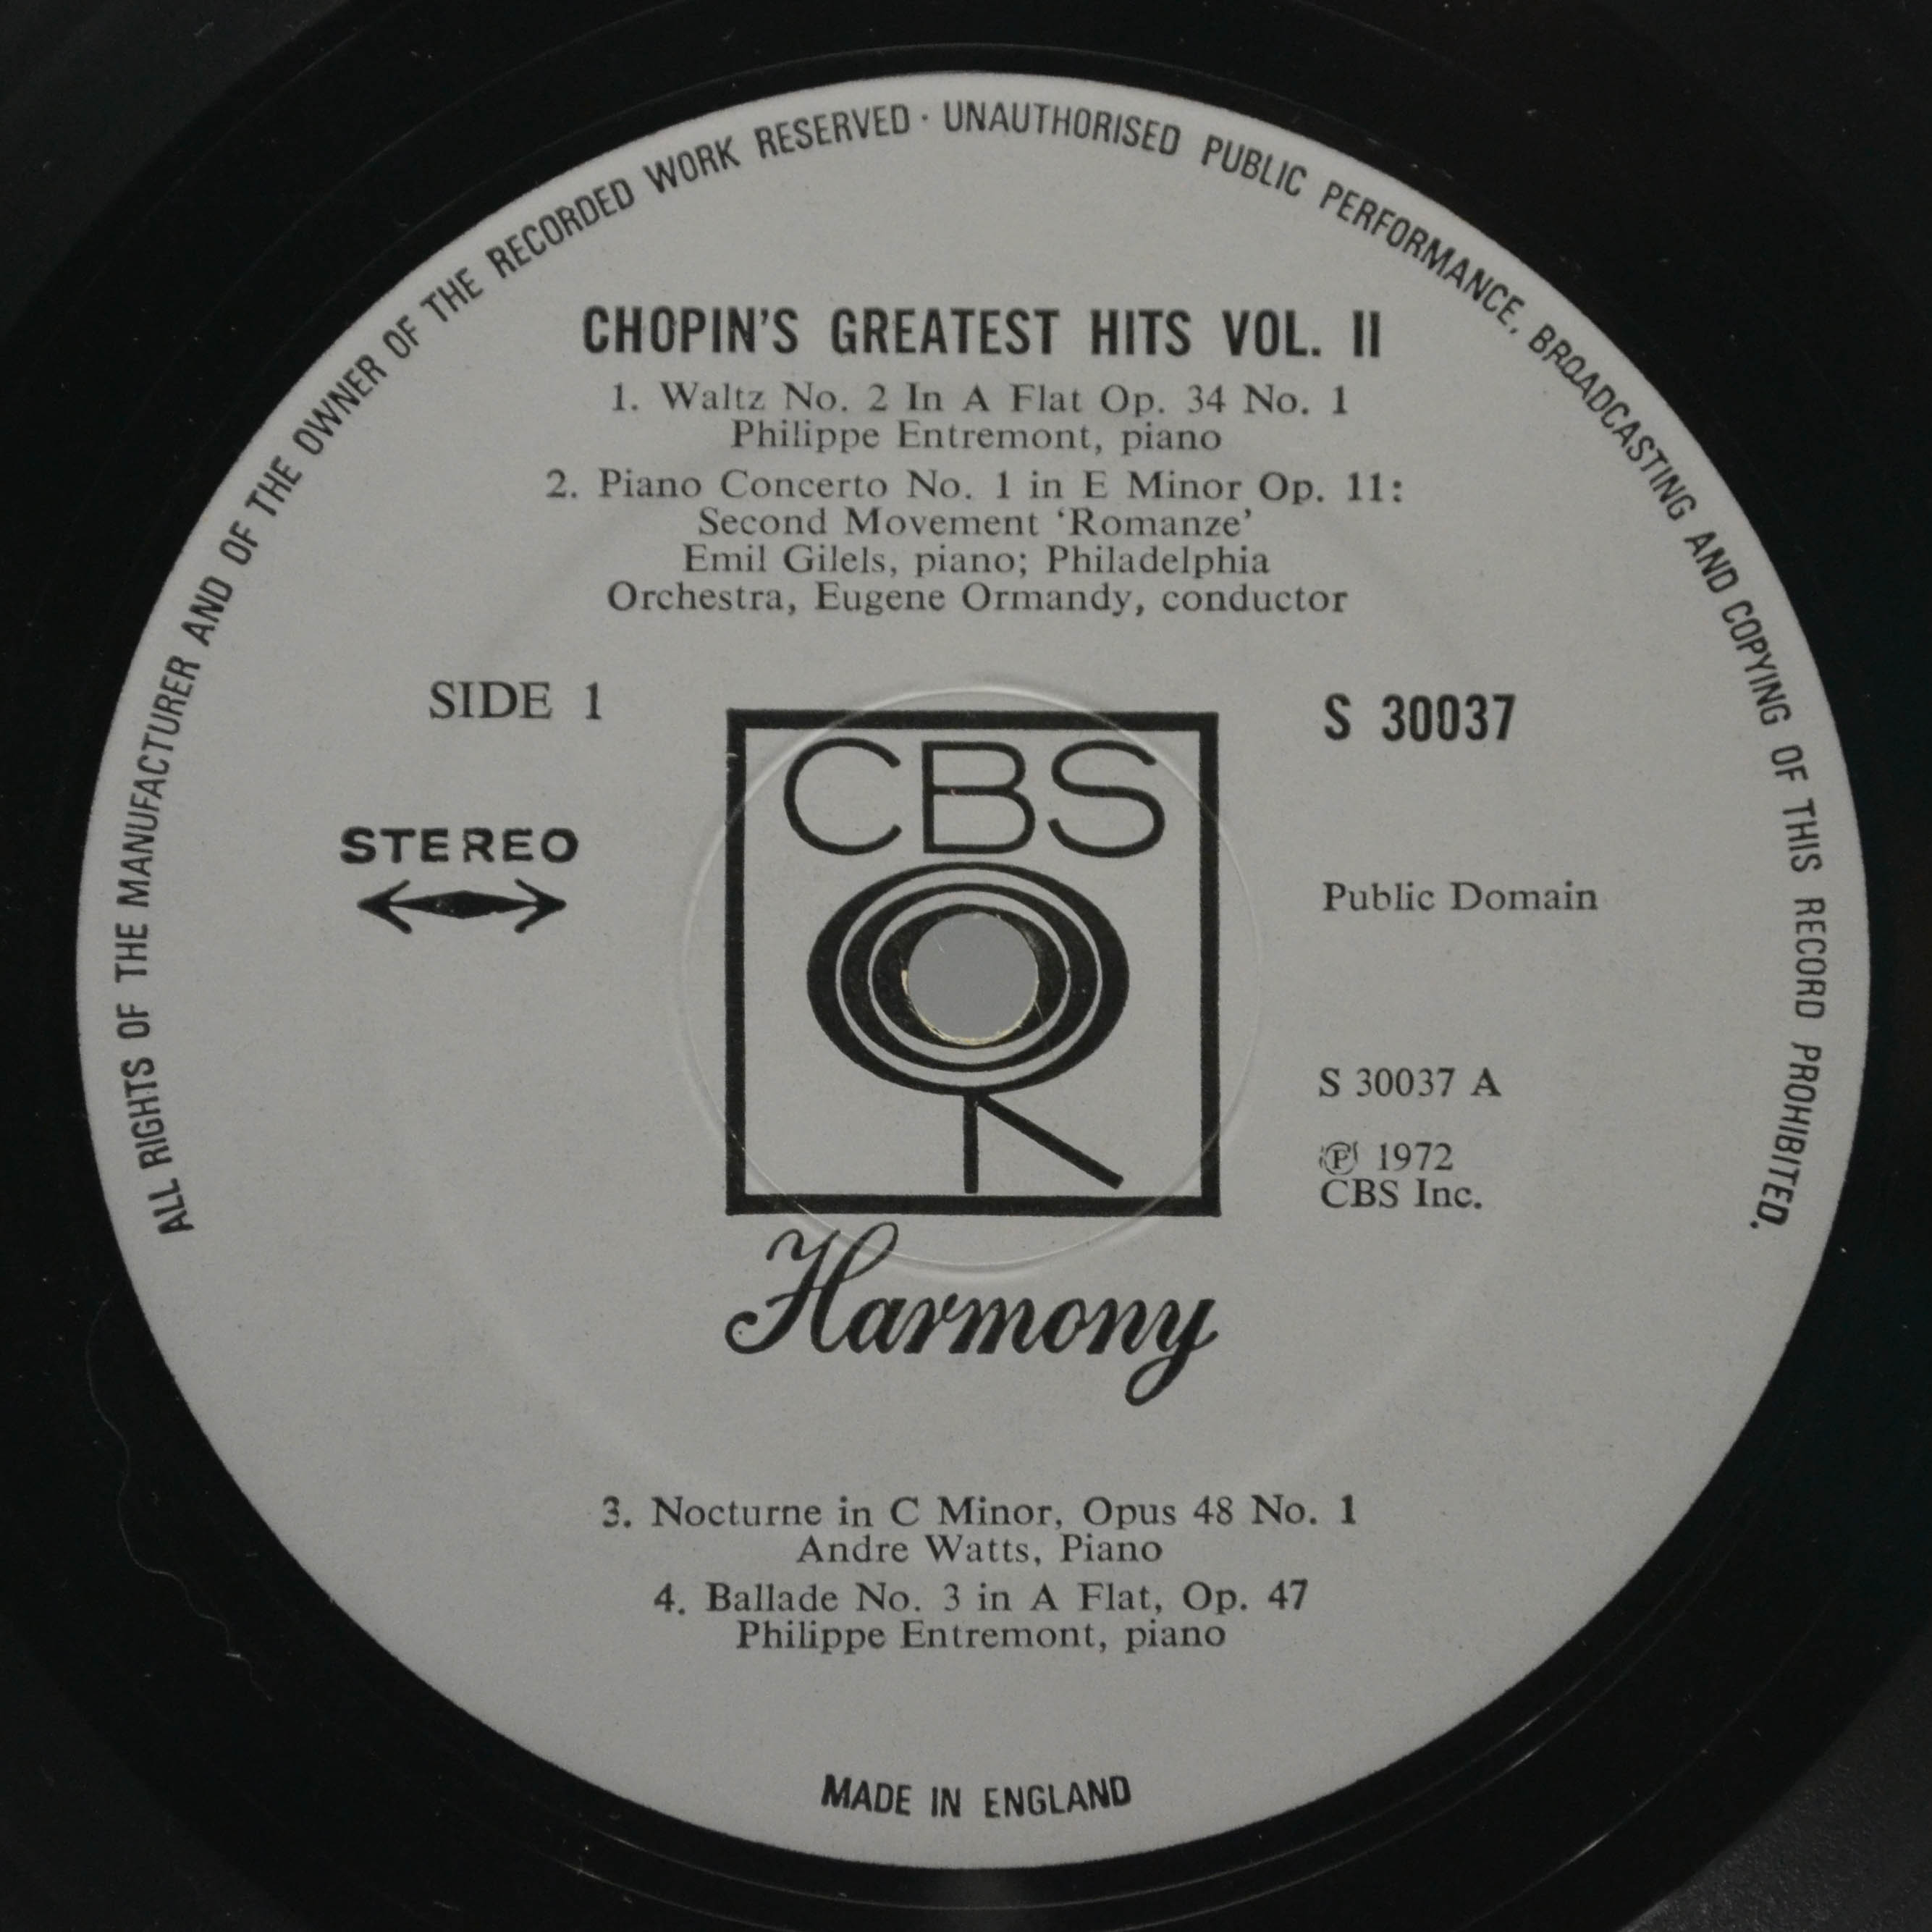 ALL RIGHTS OF THE MANUFACTURER AND OF THE OWNER OF THE RECORDED WORK RESERVED · UNAUTHORISED PUBLIC PERFORMANCE, BROADCASTING AND COPYING OF THIS RECORD PROHIBITED.
CHOPIN'S GREATEST HITS VOL. II
1. Waltz No. 2 In A Flat Op. 34 No. 1
Philippe Entremont, piano
2. Piano Concerto No. 1 in E Minor Op. 11:
Second Movement ‘Romanze’
Emil Gilels, piano; Philadelphia
Orchestra, Eugene Ormandy, conductor
SIDE 1
S 30037
CBS
STEREO
Public Domain
S 30037 A
℗ 1972
CBS Inc.
Harmony
3. Nocturne in C Minor, Opus 48 No. 1
Andre Watts, Piano
4. Ballade No. 3 in A Flat, Op. 47
Philippe Entremont, piano
MADE IN ENGLAND